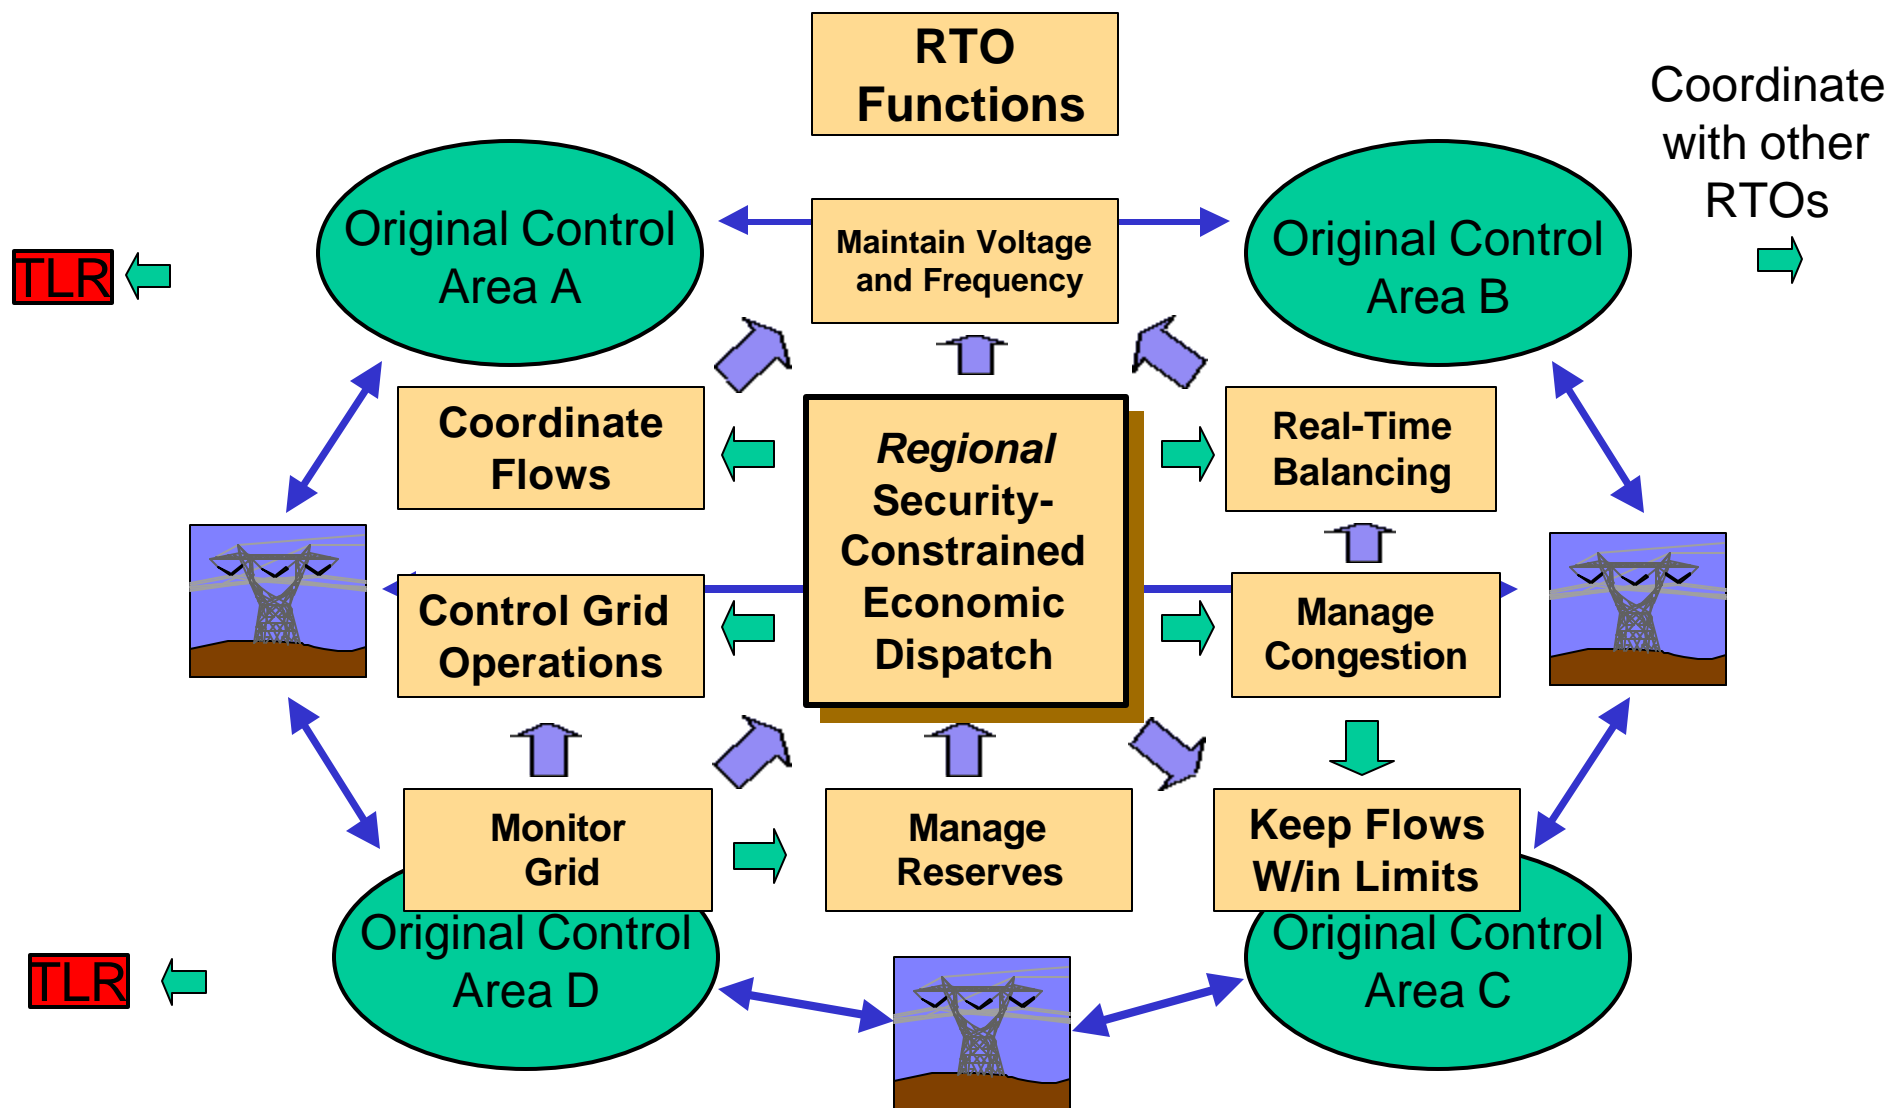 RTO
Functions
Coordinate
with other
RTOs
Original Control
Area A
Maintain Voltage
and Frequency
Original Control
Area B
TLR
Coordinate
Flows
Regional
Security-
Constrained
Economic
Dispatch
Real-Time
Balancing
Control Grid
Operations
Manage
Congestion
Monitor
Grid
Manage
Reserves
Keep Flows
W/in Limits
Original Control
Area D
Original Control
Area C
TLR